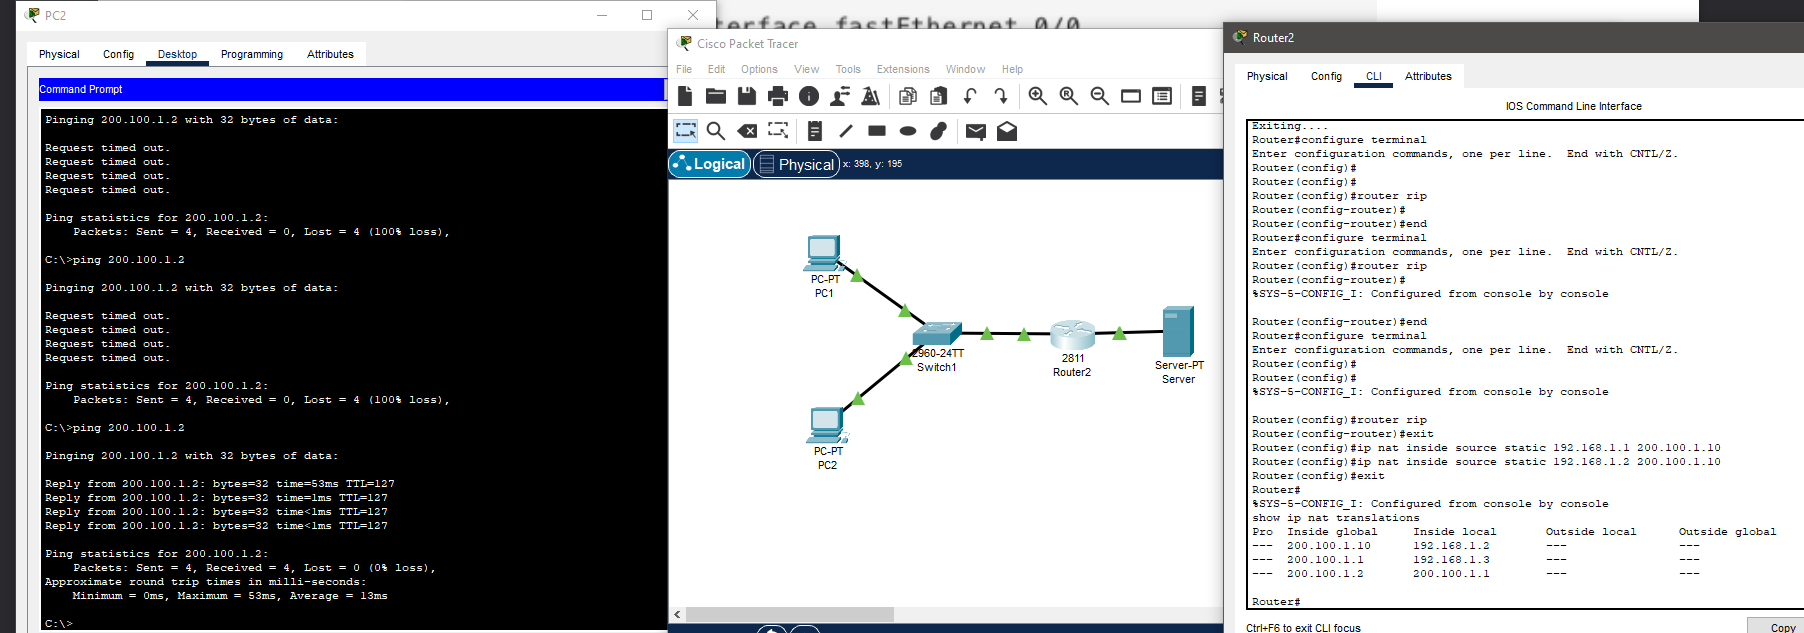 PC2
Physical Config Desktop Programming Attributes
Command Prompt
Pinging 200.100.1.2 with 32 bytes of data:
Request timed out.
Request timed out.
Request timed out.
Request timed out.
Ping statistics for 200.100.1.2:
Packets: Sent = 4, Received = 0, Lost = 4 (100% loss),
C:\>ping 200.100.1.2
Pinging 200.100.1.2 with 32 bytes of data:
Request timed out.
Request timed out.
Request timed out.
Request timed out.
Ping statistics for 200.100.1.2:
Packets: Sent = 4, Received = 0, Lost = 4 (100% loss),
C:\>ping 200.100.1.2
Pinging 200.100.1.2 with 32 bytes of data:
Reply from 200.100.1.2: bytes=32 time=53ms TTL=127
Reply from 200.100.1.2: bytes=32 time=1ms TTL=127
Reply from 200.100.1.2: bytes=32 time<1ms TTL=127
Reply from 200.100.1.2: bytes=32 time<1ms TTL=127
Ping statistics for 200.100.1.2:
Packets: Sent = 4, Received = 4, Lost = 0 (0% loss),
Approximate round trip times in milli-seconds:
Minimum = 0ms, Maximum = 53ms, Average = 13ms
C:\>
terface fastEthernet 0/0
Cisco Packet Tracer
File Edit Options View Tools Extensions Window Help
Logical Physical x: 398, y: 195
PC-PT
PC1
2960-24TT
Switch1
2811
Router2
Server-PT
Server
PC-PT
PC2
Router2
Physical Config CLI Attributes
IOS Command Line Interface
Exiting....
Router#configure terminal
Enter configuration commands, one per line. End with CNTL/Z.
Router(config)#
Router(config)#
Router(config)#router rip
Router(config-router)#
Router(config-router)#end
Router#configure terminal
Enter configuration commands, one per line. End with CNTL/Z.
Router(config)#router rip
Router(config-router)#
%SYS-5-CONFIG_I: Configured from console by console
Router(config-router)#end
Router#configure terminal
Enter configuration commands, one per line. End with CNTL/Z.
Router(config)#
Router(config)#
%SYS-5-CONFIG_I: Configured from console by console
Router(config)#router rip
Router(config-router)#exit
Router(config)#ip nat inside source static 192.168.1.1 200.100.1.10
Router(config)#ip nat inside source static 192.168.1.2 200.100.1.10
Router(config)#exit
Router#
%SYS-5-CONFIG_I: Configured from console by console
show ip nat translations
Pro Inside global Inside local Outside local Outside global
--- 200.100.1.10 192.168.1.2 --- ---
--- 200.100.1.1 192.168.1.3 --- ---
--- 200.100.1.2 200.100.1.1 --- ---
Router#
Ctrl+F6 to exit CLI focus
Copy